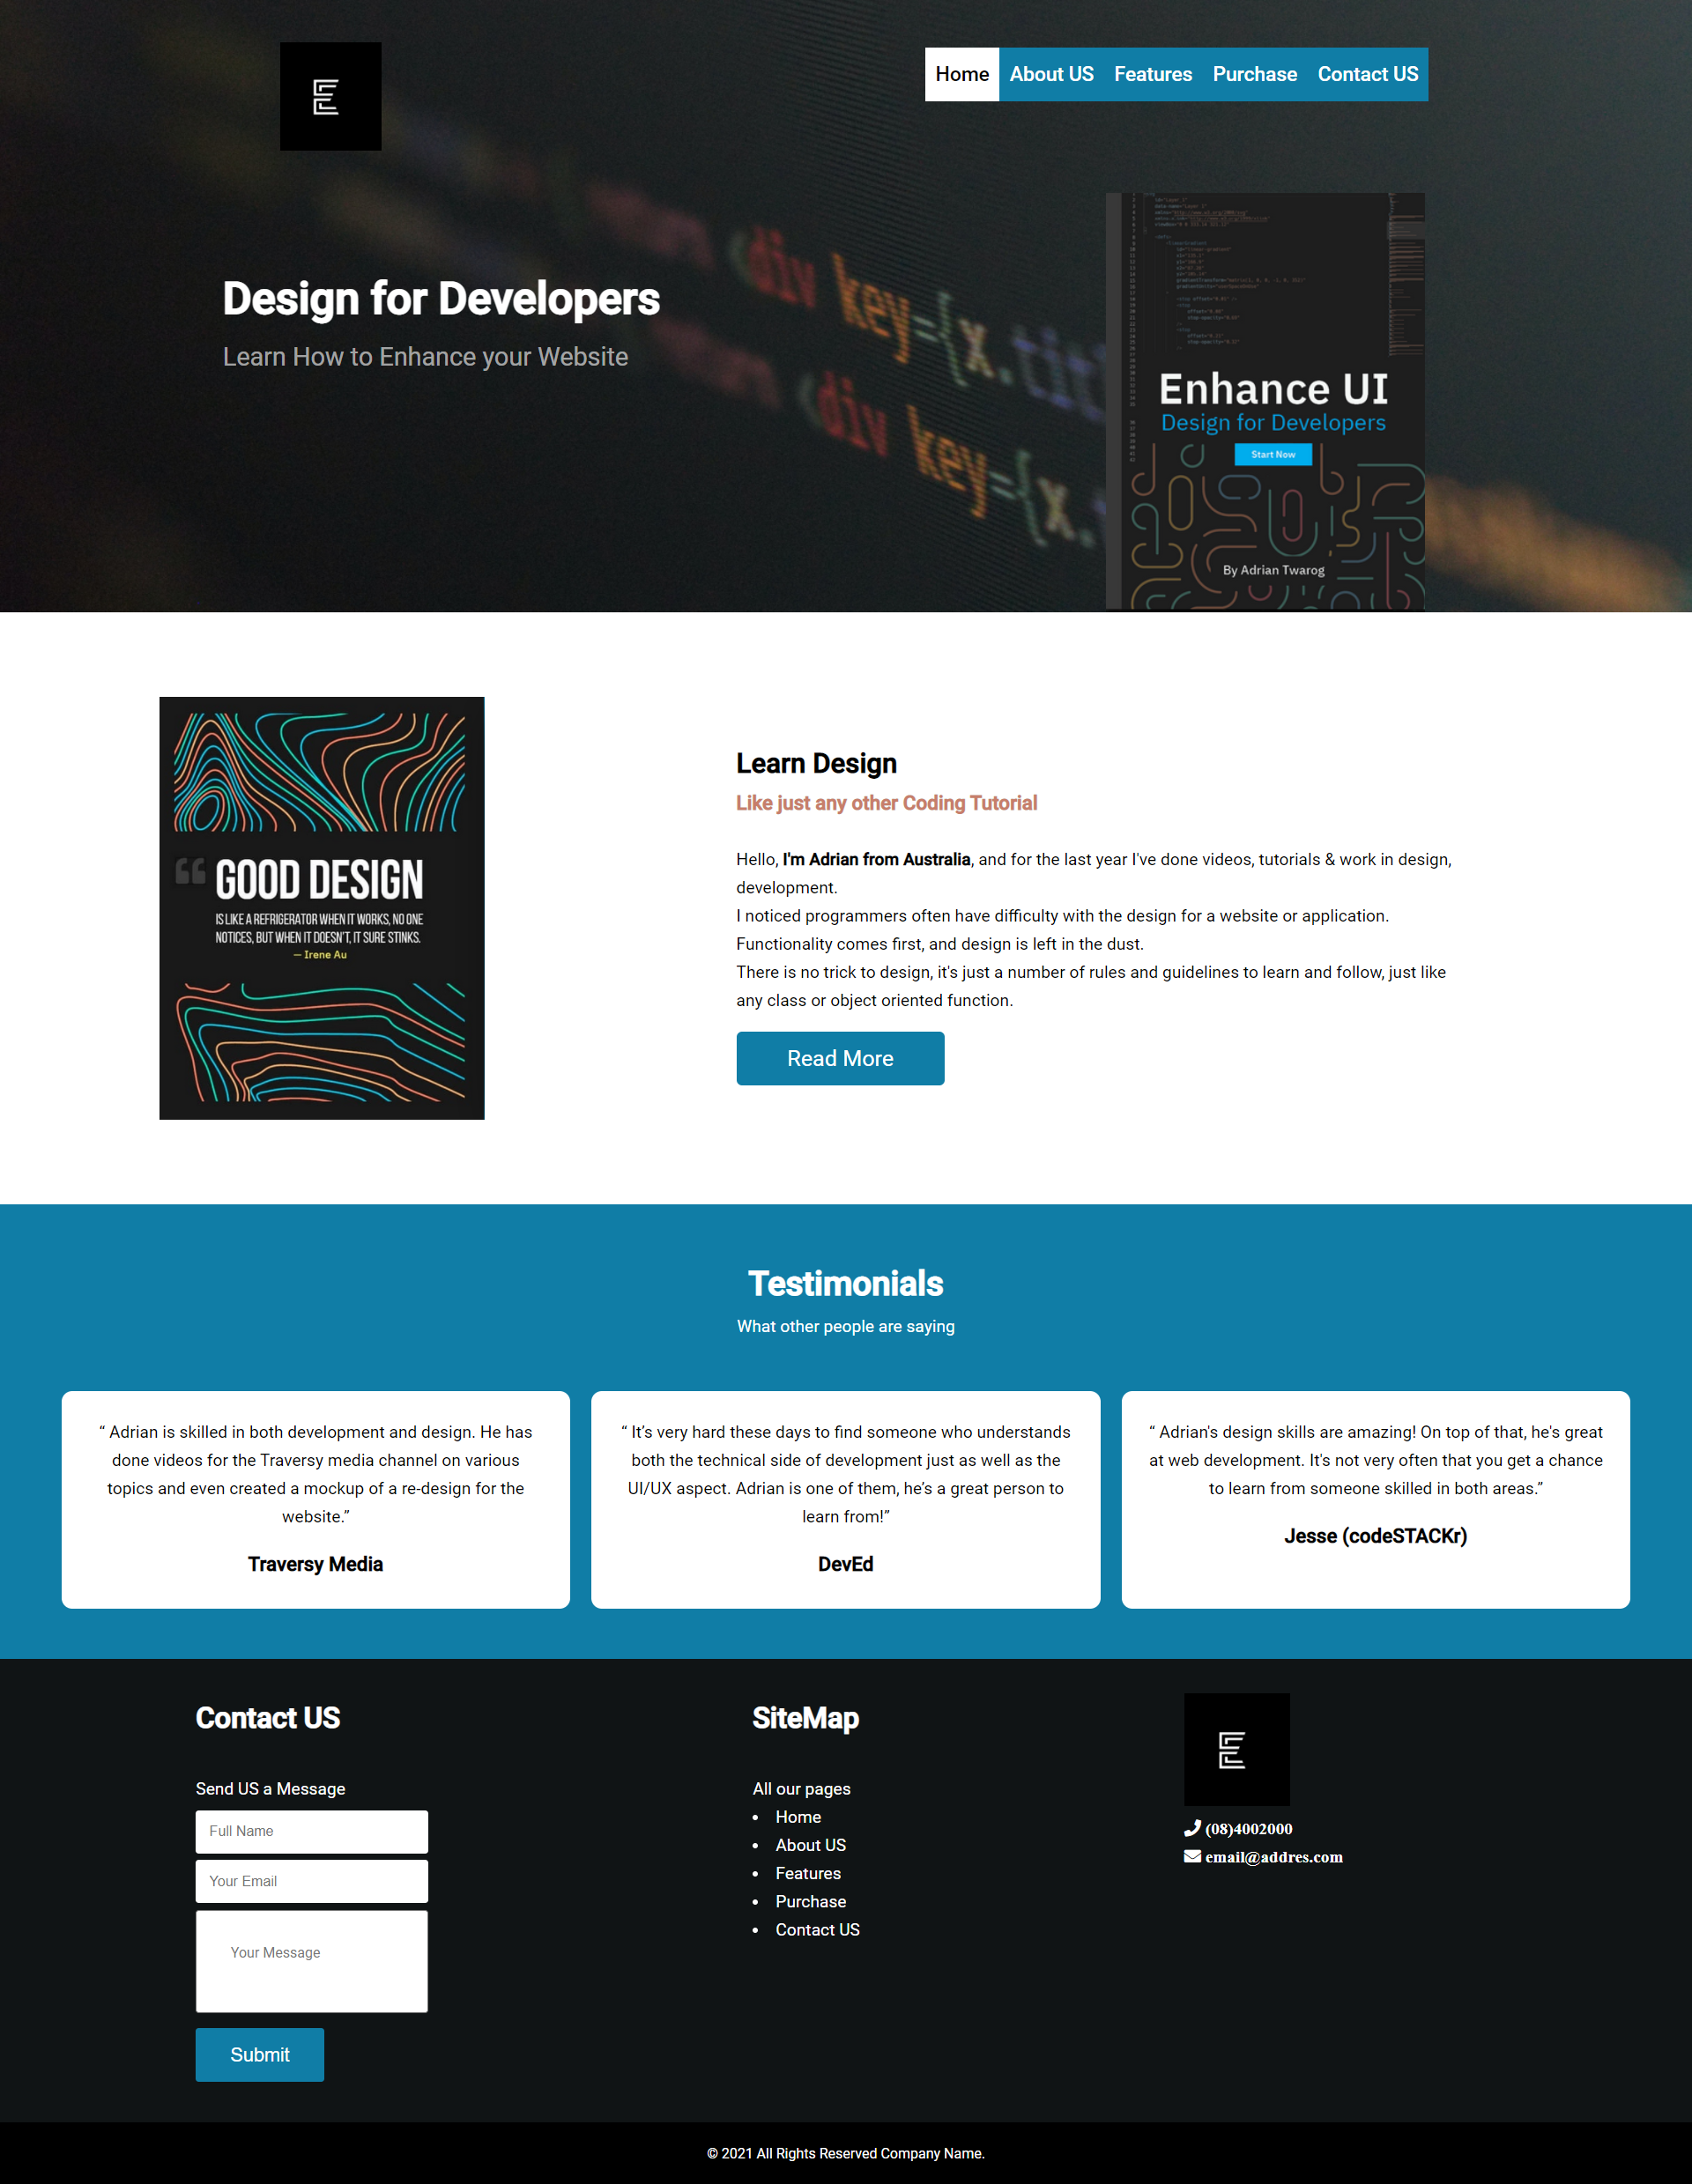 E
Home About US Features Purchase Contact US
Design for Developers
Learn How to Enhance your Website
<div key={x.
<div key={x.
Enhance UI
Design for Developers
Start Now
By Adrian Twarog
“ GOOD DESIGN
IS LIKE A REFRIGERATOR WHEN IT WORKS, NO ONE
NOTICES, BUT WHEN IT DOESN'T, IT SURE STINKS.
— Irene Au
Learn Design
Like just any other Coding Tutorial
Hello, I'm Adrian from Australia, and for the last year I've done videos, tutorials & work in design,
development.
I noticed programmers often have difficulty with the design for a website or application.
Functionality comes first, and design is left in the dust.
There is no trick to design, it's just a number of rules and guidelines to learn and follow, just like
any class or object oriented function.
Read More
Testimonials
What other people are saying
“ Adrian is skilled in both development and design. He has
done videos for the Traversy media channel on various
topics and even created a mockup of a re-design for the
website.”
Traversy Media
“ It’s very hard these days to find someone who understands
both the technical side of development just as well as the
UI/UX aspect. Adrian is one of them, he’s a great person to
learn from!”
DevEd
“ Adrian's design skills are amazing! On top of that, he's great
at web development. It's not very often that you get a chance
to learn from someone skilled in both areas.”
Jesse (codeSTACKr)
Contact US
Send US a Message
Full Name
Your Email
Your Message
Submit
SiteMap
All our pages
• Home
• About US
• Features
• Purchase
• Contact US
E
(08)4002000
email@addres.com
© 2021 All Rights Reserved Company Name.